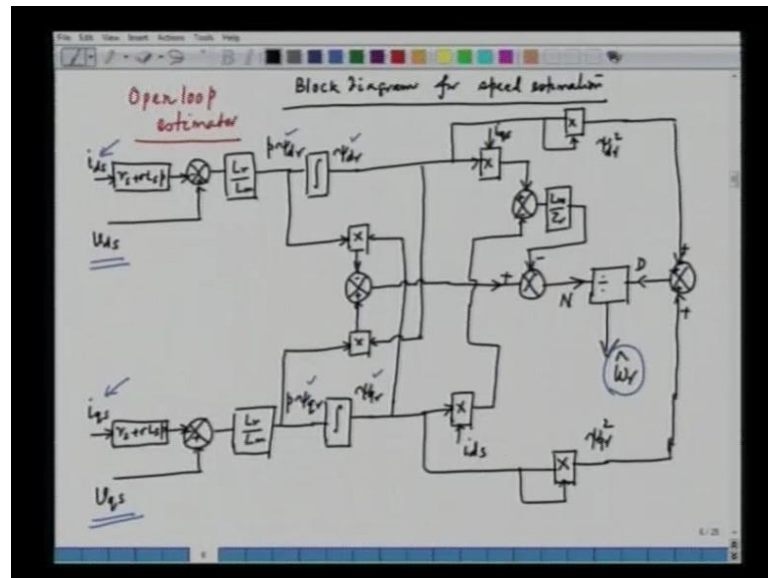 File Edit View Insert Actions Tools Help
Block Diagram for speed estimation
Open loop
estimator
ids
rs+σLsp
Lr
Lm
pψdr
∫
ψdr
iqs
x
x
ψdr²
Uds
Lm
x
-
+
+
-
+
N
÷
D
+
+
x
ω̂r
iqs
rs+σLsp
Lr
Lm
pψqr
∫
ψqr
x
ids
x
ψqr²
Uqs